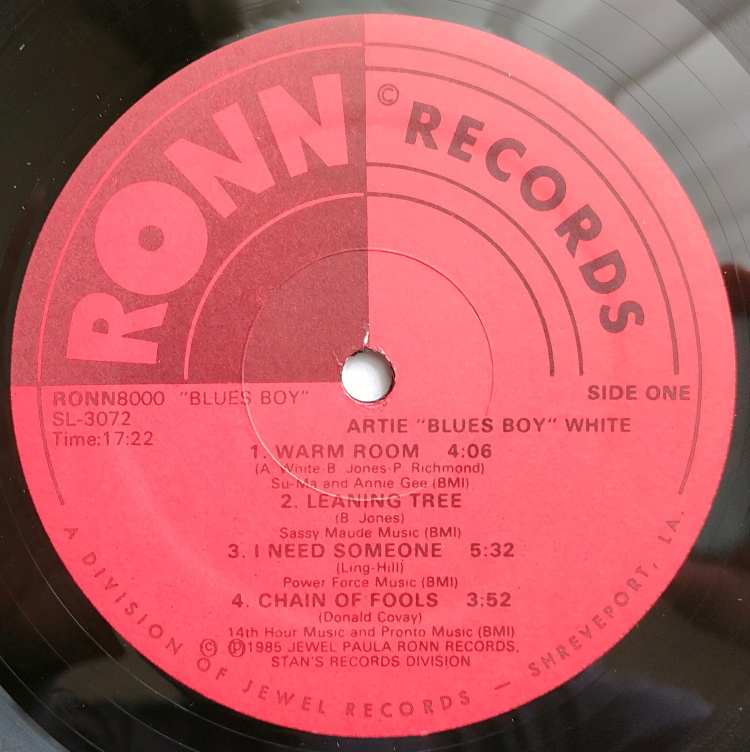 RONN
© RECORDS
RONN8000 "BLUES BOY"
SIDE ONE
SL-3072
Time:17:22
ARTIE "BLUES BOY" WHITE
1. WARM ROOM 4:06
(A. White-B. Jones-P. Richmond)
Su-Ma and Annie Gee (BMI)
2. LEANING TREE
(B. Jones)
Sassy Maude Music (BMI)
3. I NEED SOMEONE 5:32
(Ling-Hill)
Power Force Music (BMI)
4. CHAIN OF FOOLS 3:52
(Donald Covay)
14th Hour Music and Pronto Music (BMI)
© ℗1985 JEWEL PAULA RONN RECORDS,
STAN'S RECORDS DIVISION
A DIVISION OF JEWEL RECORDS — SHREVEPORT, LA.